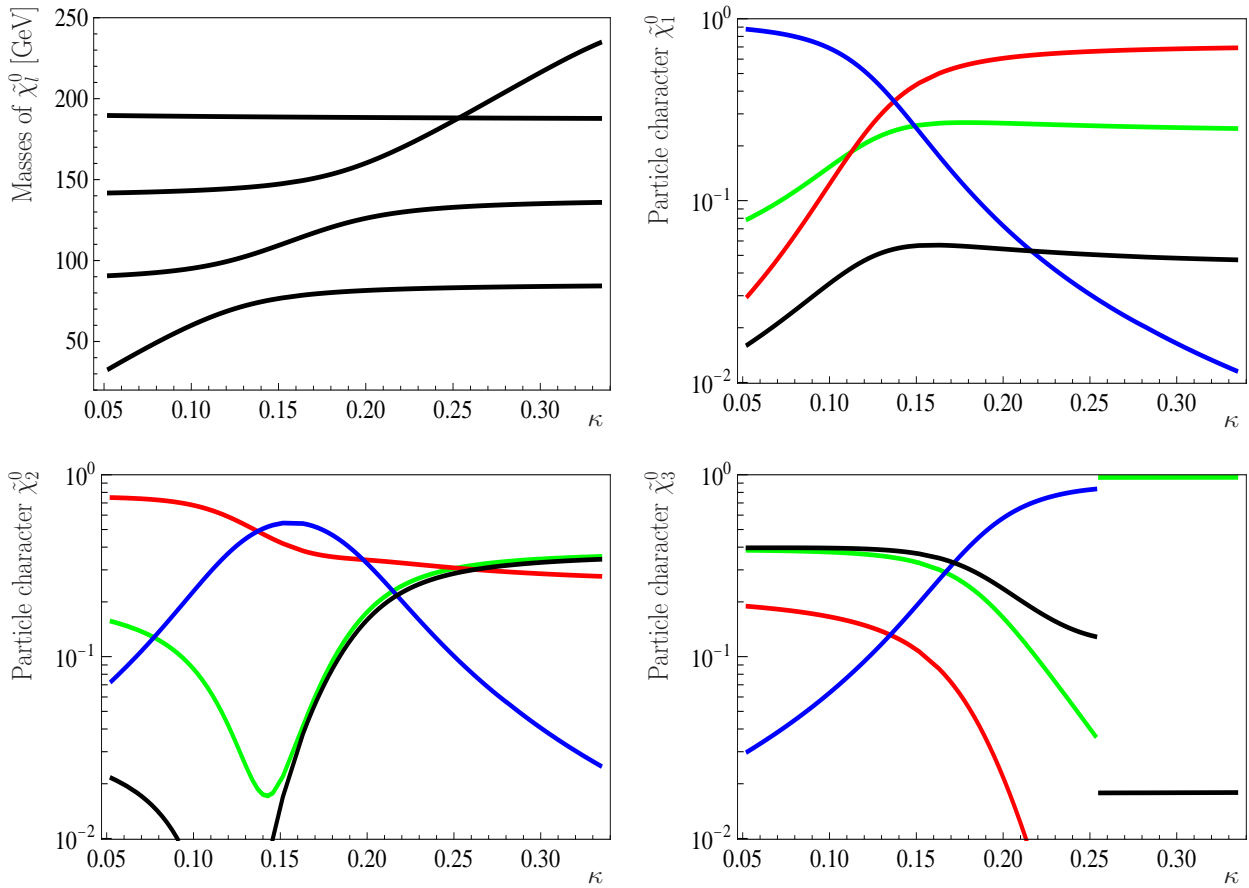 Masses of χ̃⁰ₗ [GeV]
250
200
150
100
50
0.05 0.10 0.15 0.20 0.25 0.30 κ
Particle character χ̃⁰₁
10⁰
10⁻¹
10⁻²
0.05 0.10 0.15 0.20 0.25 0.30 κ
Particle character χ̃⁰₂
10⁰
10⁻¹
10⁻²
0.05 0.10 0.15 0.20 0.25 0.30 κ
Particle character χ̃⁰₃
10⁰
10⁻¹
10⁻²
0.05 0.10 0.15 0.20 0.25 0.30 κ